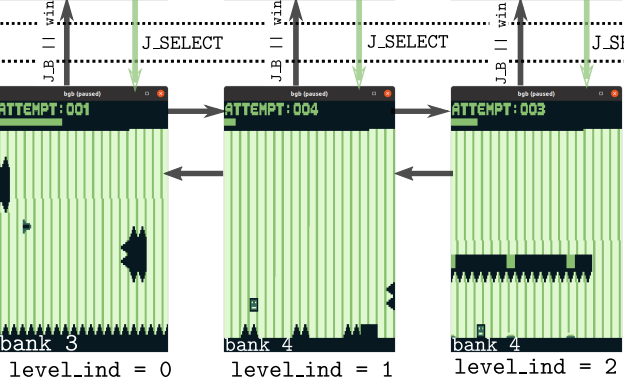 J_B || win
J_SELECT
J_B || win
J_SELECT
J_B || win
bgb (paused)
bgb (paused)
bgb (paused)
ATTEMPT:001
ATTEMPT:004
ATTEMPT:003
bank 3
bank 4
bank 4
level_ind = 0
level_ind = 1
level_ind = 2